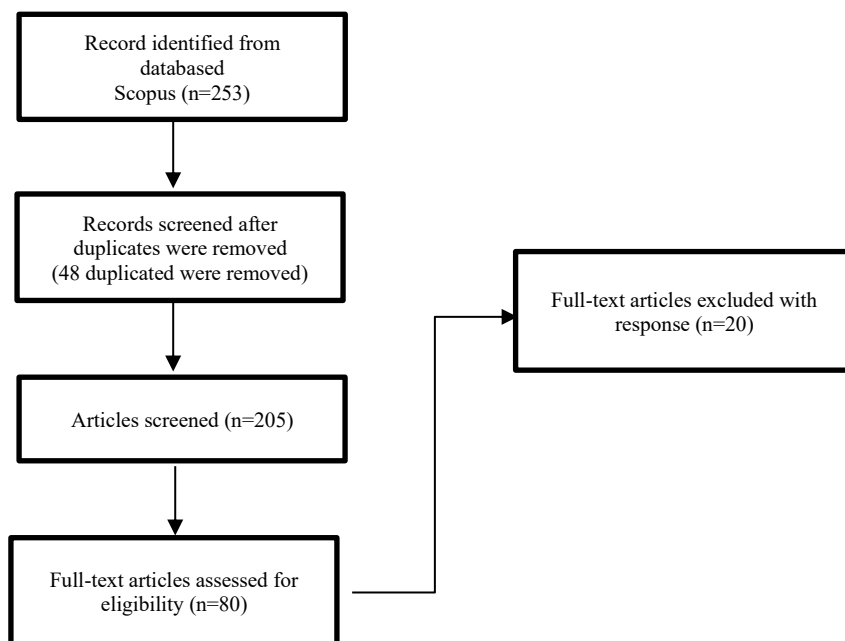 Record identified from
databased
Scopus (n=253)
Records screened after
duplicates were removed
(48 duplicated were removed)
Full-text articles excluded with
response (n=20)
Articles screened (n=205)
Full-text articles assessed for
eligibility (n=80)